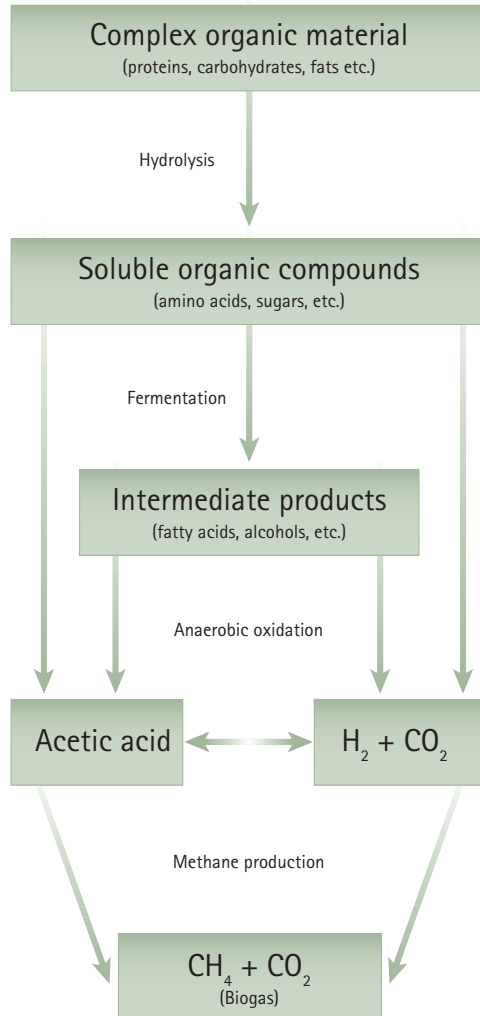 Complex organic material
(proteins, carbohydrates, fats etc.)
Hydrolysis
Soluble organic compounds
(amino acids, sugars, etc.)
Fermentation
Intermediate products
(fatty acids, alcohols, etc.)
Anaerobic oxidation
Acetic acid
H₂ + CO₂
Methane production
CH₄ + CO₂
(Biogas)